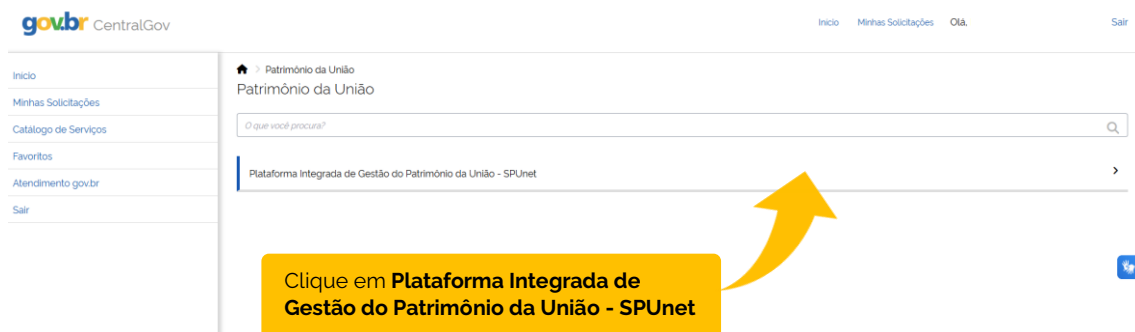 gov.br CentralGov
Inicio Minhas Solicitações Olá, Sair
Inicio
Minhas Solicitações
Catálogo de Serviços
Favoritos
Atendimento gov.br
Sair
> Patrimônio da União
Patrimônio da União
O que você procura?
Plataforma Integrada de Gestão do Patrimônio da União - SPUnet
Clique em Plataforma Integrada de
Gestão do Patrimônio da União - SPUnet